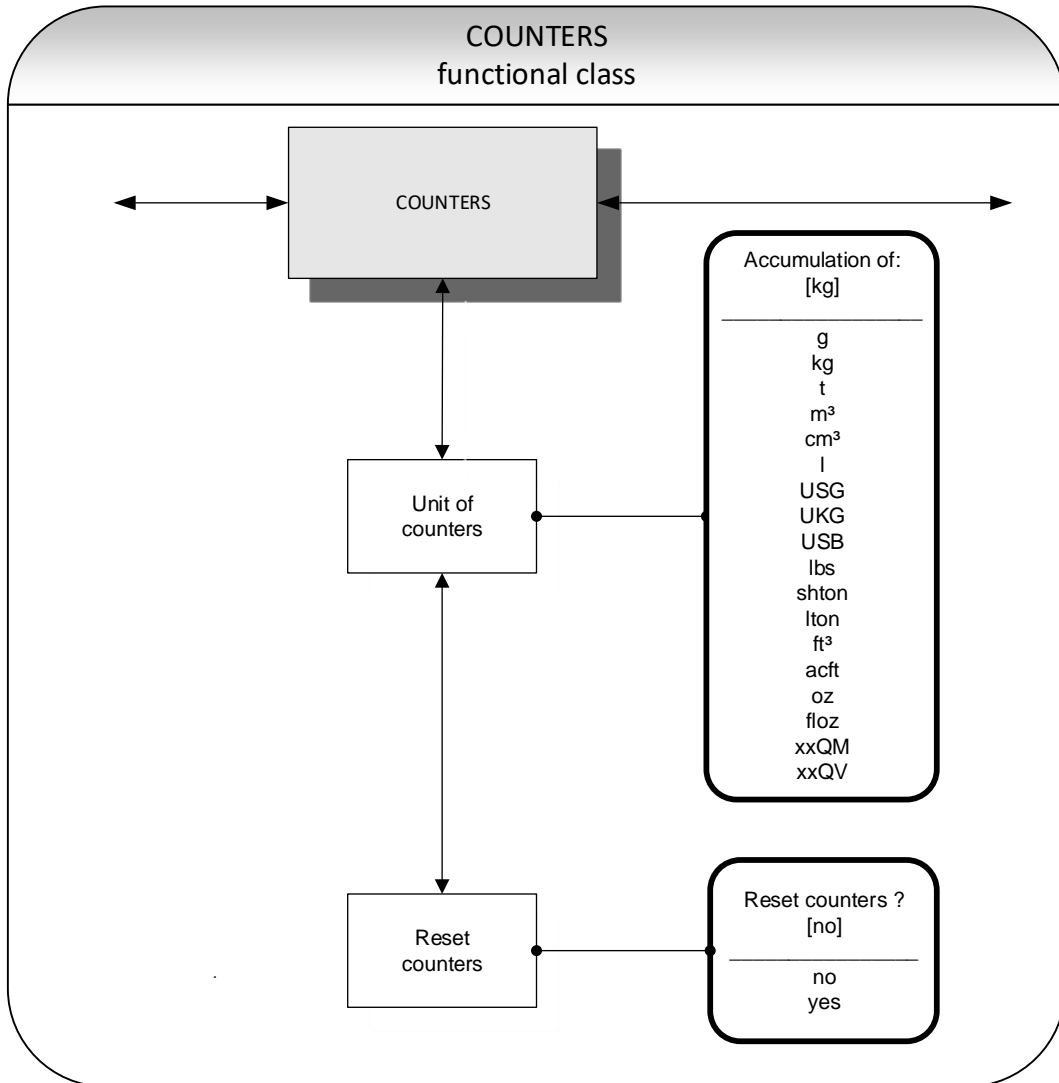 COUNTERS
functional class
COUNTERS
Accumulation of:
[kg]
g
kg
t
m³
cm³
l
USG
UKG
USB
lbs
shton
lton
ft³
acft
oz
floz
xxQM
xxQV
Unit of
counters
Reset counters ?
[no]
no
yes
Reset
counters